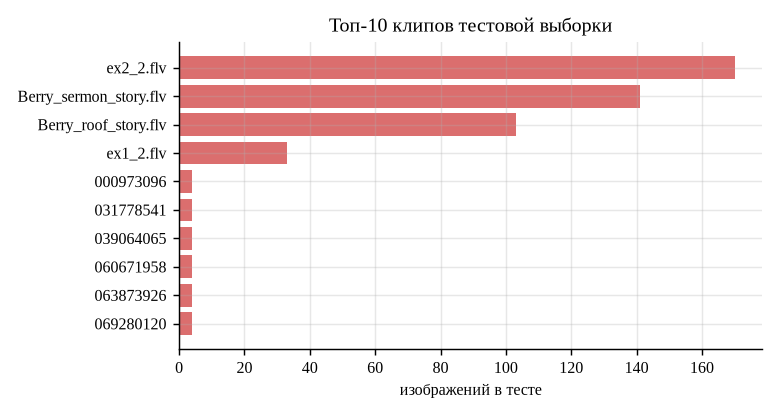 Топ-10 клипов тестовой выборки
ex2_2.flv
Berry_sermon_story.flv
Berry_roof_story.flv
ex1_2.flv
000973096
031778541
039064065
060671958
063873926
069280120
0 20 40 60 80 100 120 140 160
изображений в тесте